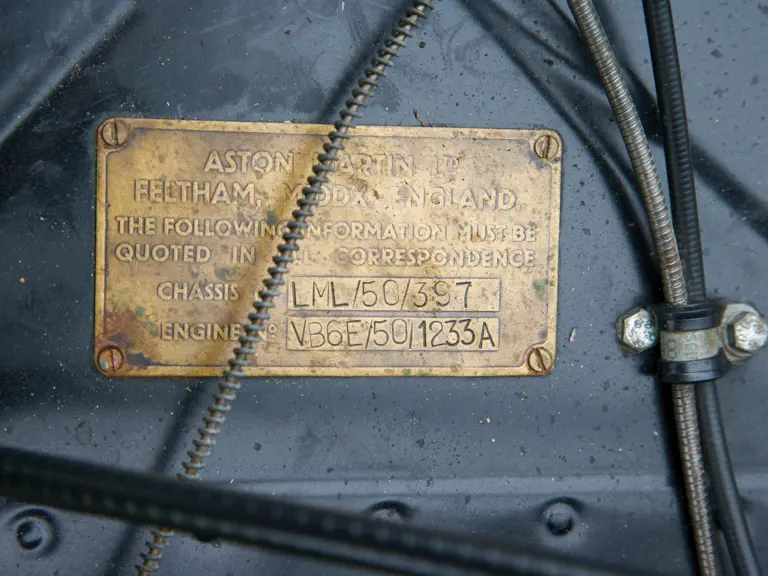 ASTON MARTIN LD
FELTHAM, MIDDX. ENGLAND
THE FOLLOWING INFORMATION MUST BE
QUOTED IN ALL CORRESPONDENCE
CHASSIS LML/50/397
ENGINE Nº VB6E/50/1233A